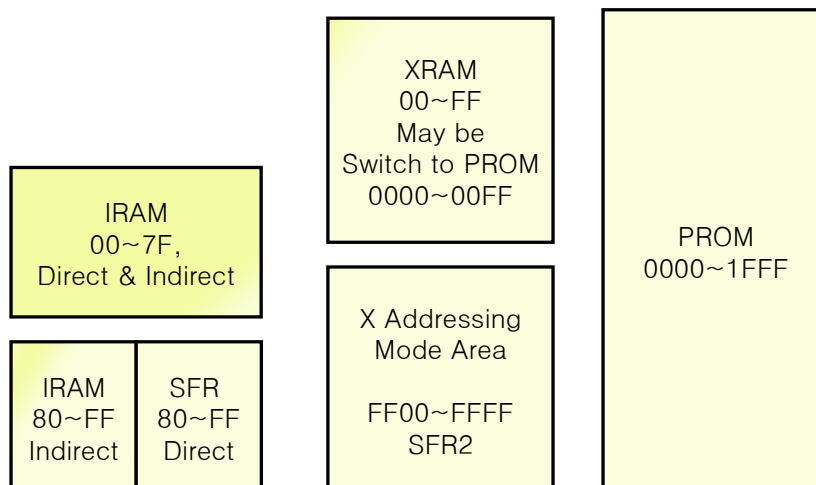 IRAM
00~7F,
Direct & Indirect
IRAM
80~FF
Indirect
SFR
80~FF
Direct
XRAM
00~FF
May be
Switch to PROM
0000~00FF
X Addressing
Mode Area
FF00~FFFF
SFR2
PROM
0000~1FFF